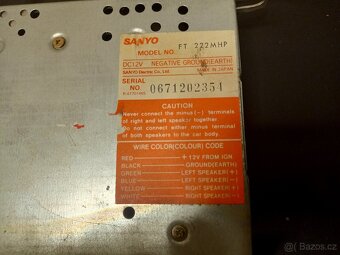 SANYO
MODEL NO. FT 222MHP
DC12V NEGATIVE GROUND(EARTH)
SANYO Electric Co., Ltd. MADE IN JAPAN
SERIAL
NO. 0671202354
CAUTION
Never connect the minus(-) terminals
of right and left speaker together.
Do not connect either minus(-) terminal
of both speakers to the car body.
WIRE COLOR(COLOUR) CODE
RED + 12V FROM IGN
BLACK GROUND(EARTH)
GREEN LEFT SPEAKER(+)
BLUE LEFT SPEAKER(-)
YELLOW RIGHT SPEAKER(+)
WHITE RIGHT SPEAKER(-)
Bazoš.cz